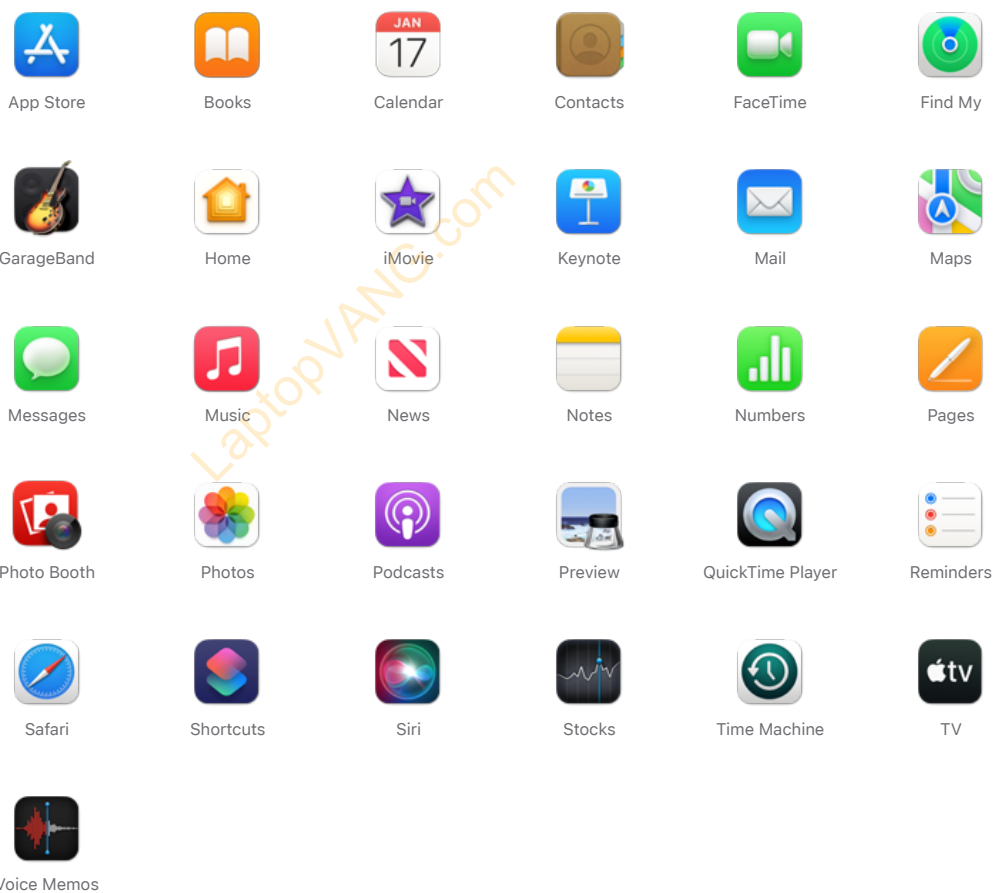 JAN
17
App Store
Books
Calendar
Contacts
FaceTime
Find My
GarageBand
Home
iMovie
Keynote
Mail
Maps
LaptopVANG.com
Messages
Music
News
Notes
Numbers
Pages
Photo Booth
Photos
Podcasts
Preview
QuickTime Player
Reminders
tv
Safari
Shortcuts
Siri
Stocks
Time Machine
TV
Voice Memos